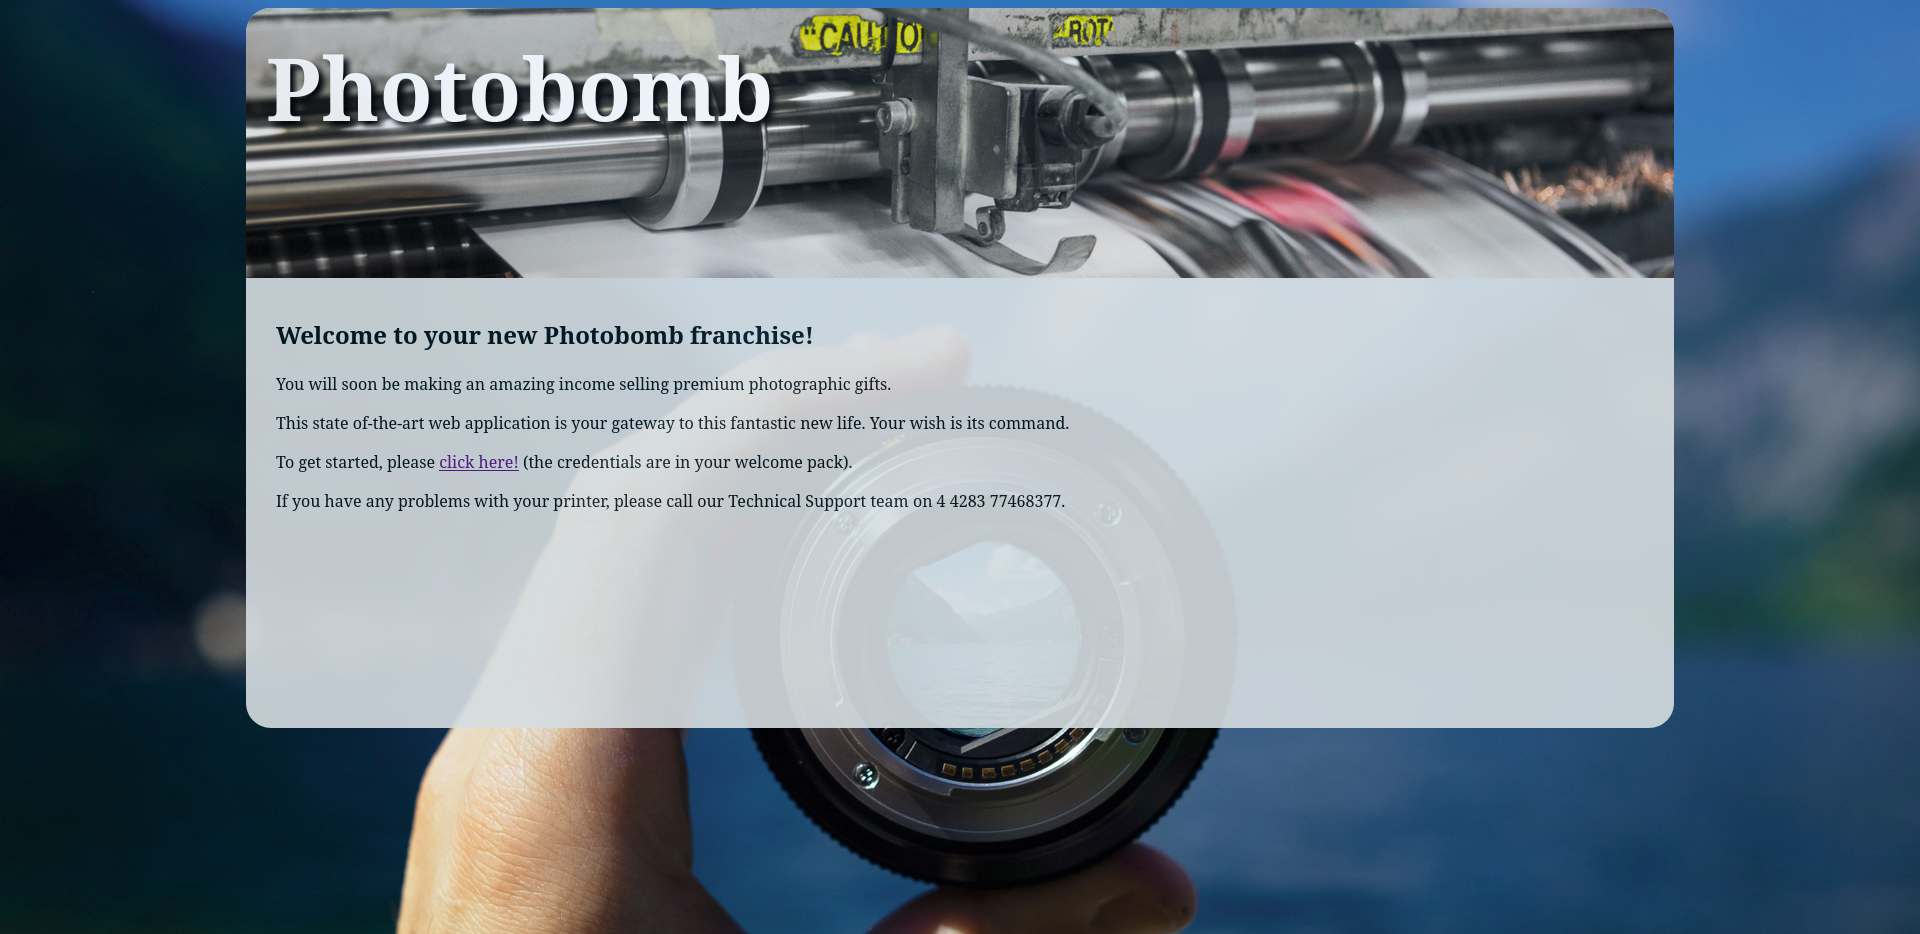 "CAUTIO
ROT
Photobomb
Welcome to your new Photobomb franchise!
You will soon be making an amazing income selling premium photographic gifts.
This state of-the-art web application is your gateway to this fantastic new life. Your wish is its command.
To get started, please click here! (the credentials are in your welcome pack).
If you have any problems with your printer, please call our Technical Support team on 4 4283 77468377.